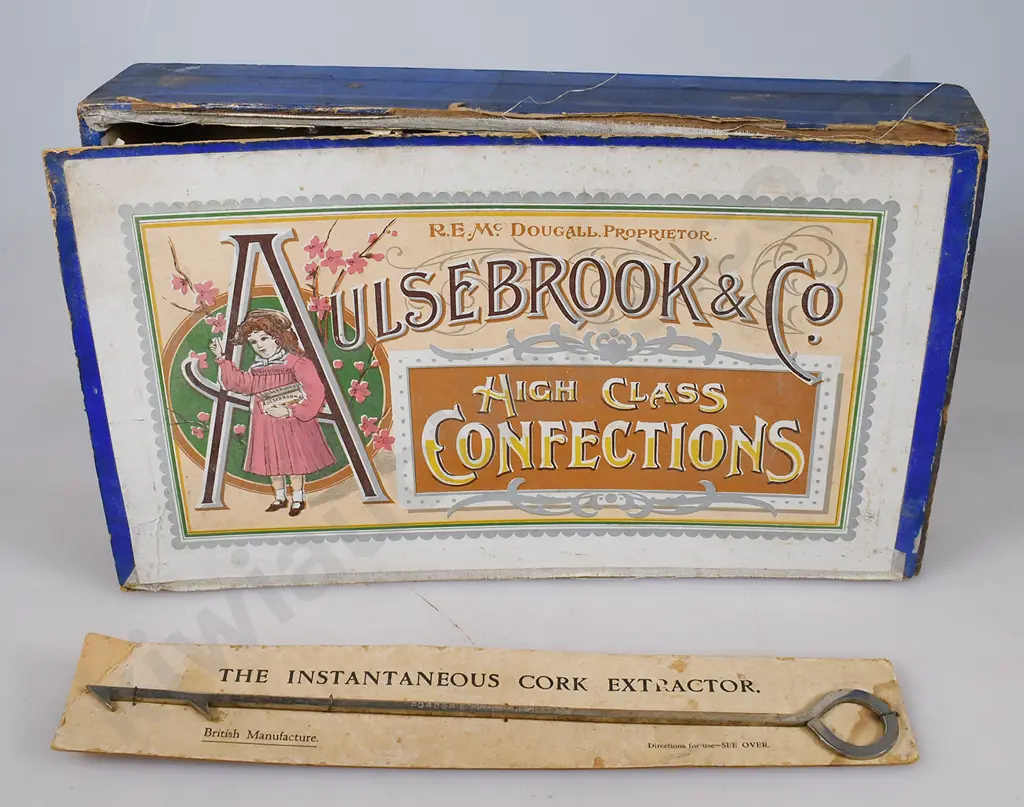 R.E. Mc DOUGALL. PROPRIETOR.
AULSEBROOK & Co.
HIGH CLASS
CONFECTIONS
AULSEBROOK
THE INSTANTANEOUS CORK EXTRACTOR.
British Manufacture.
Directions for use—SEE OVER.